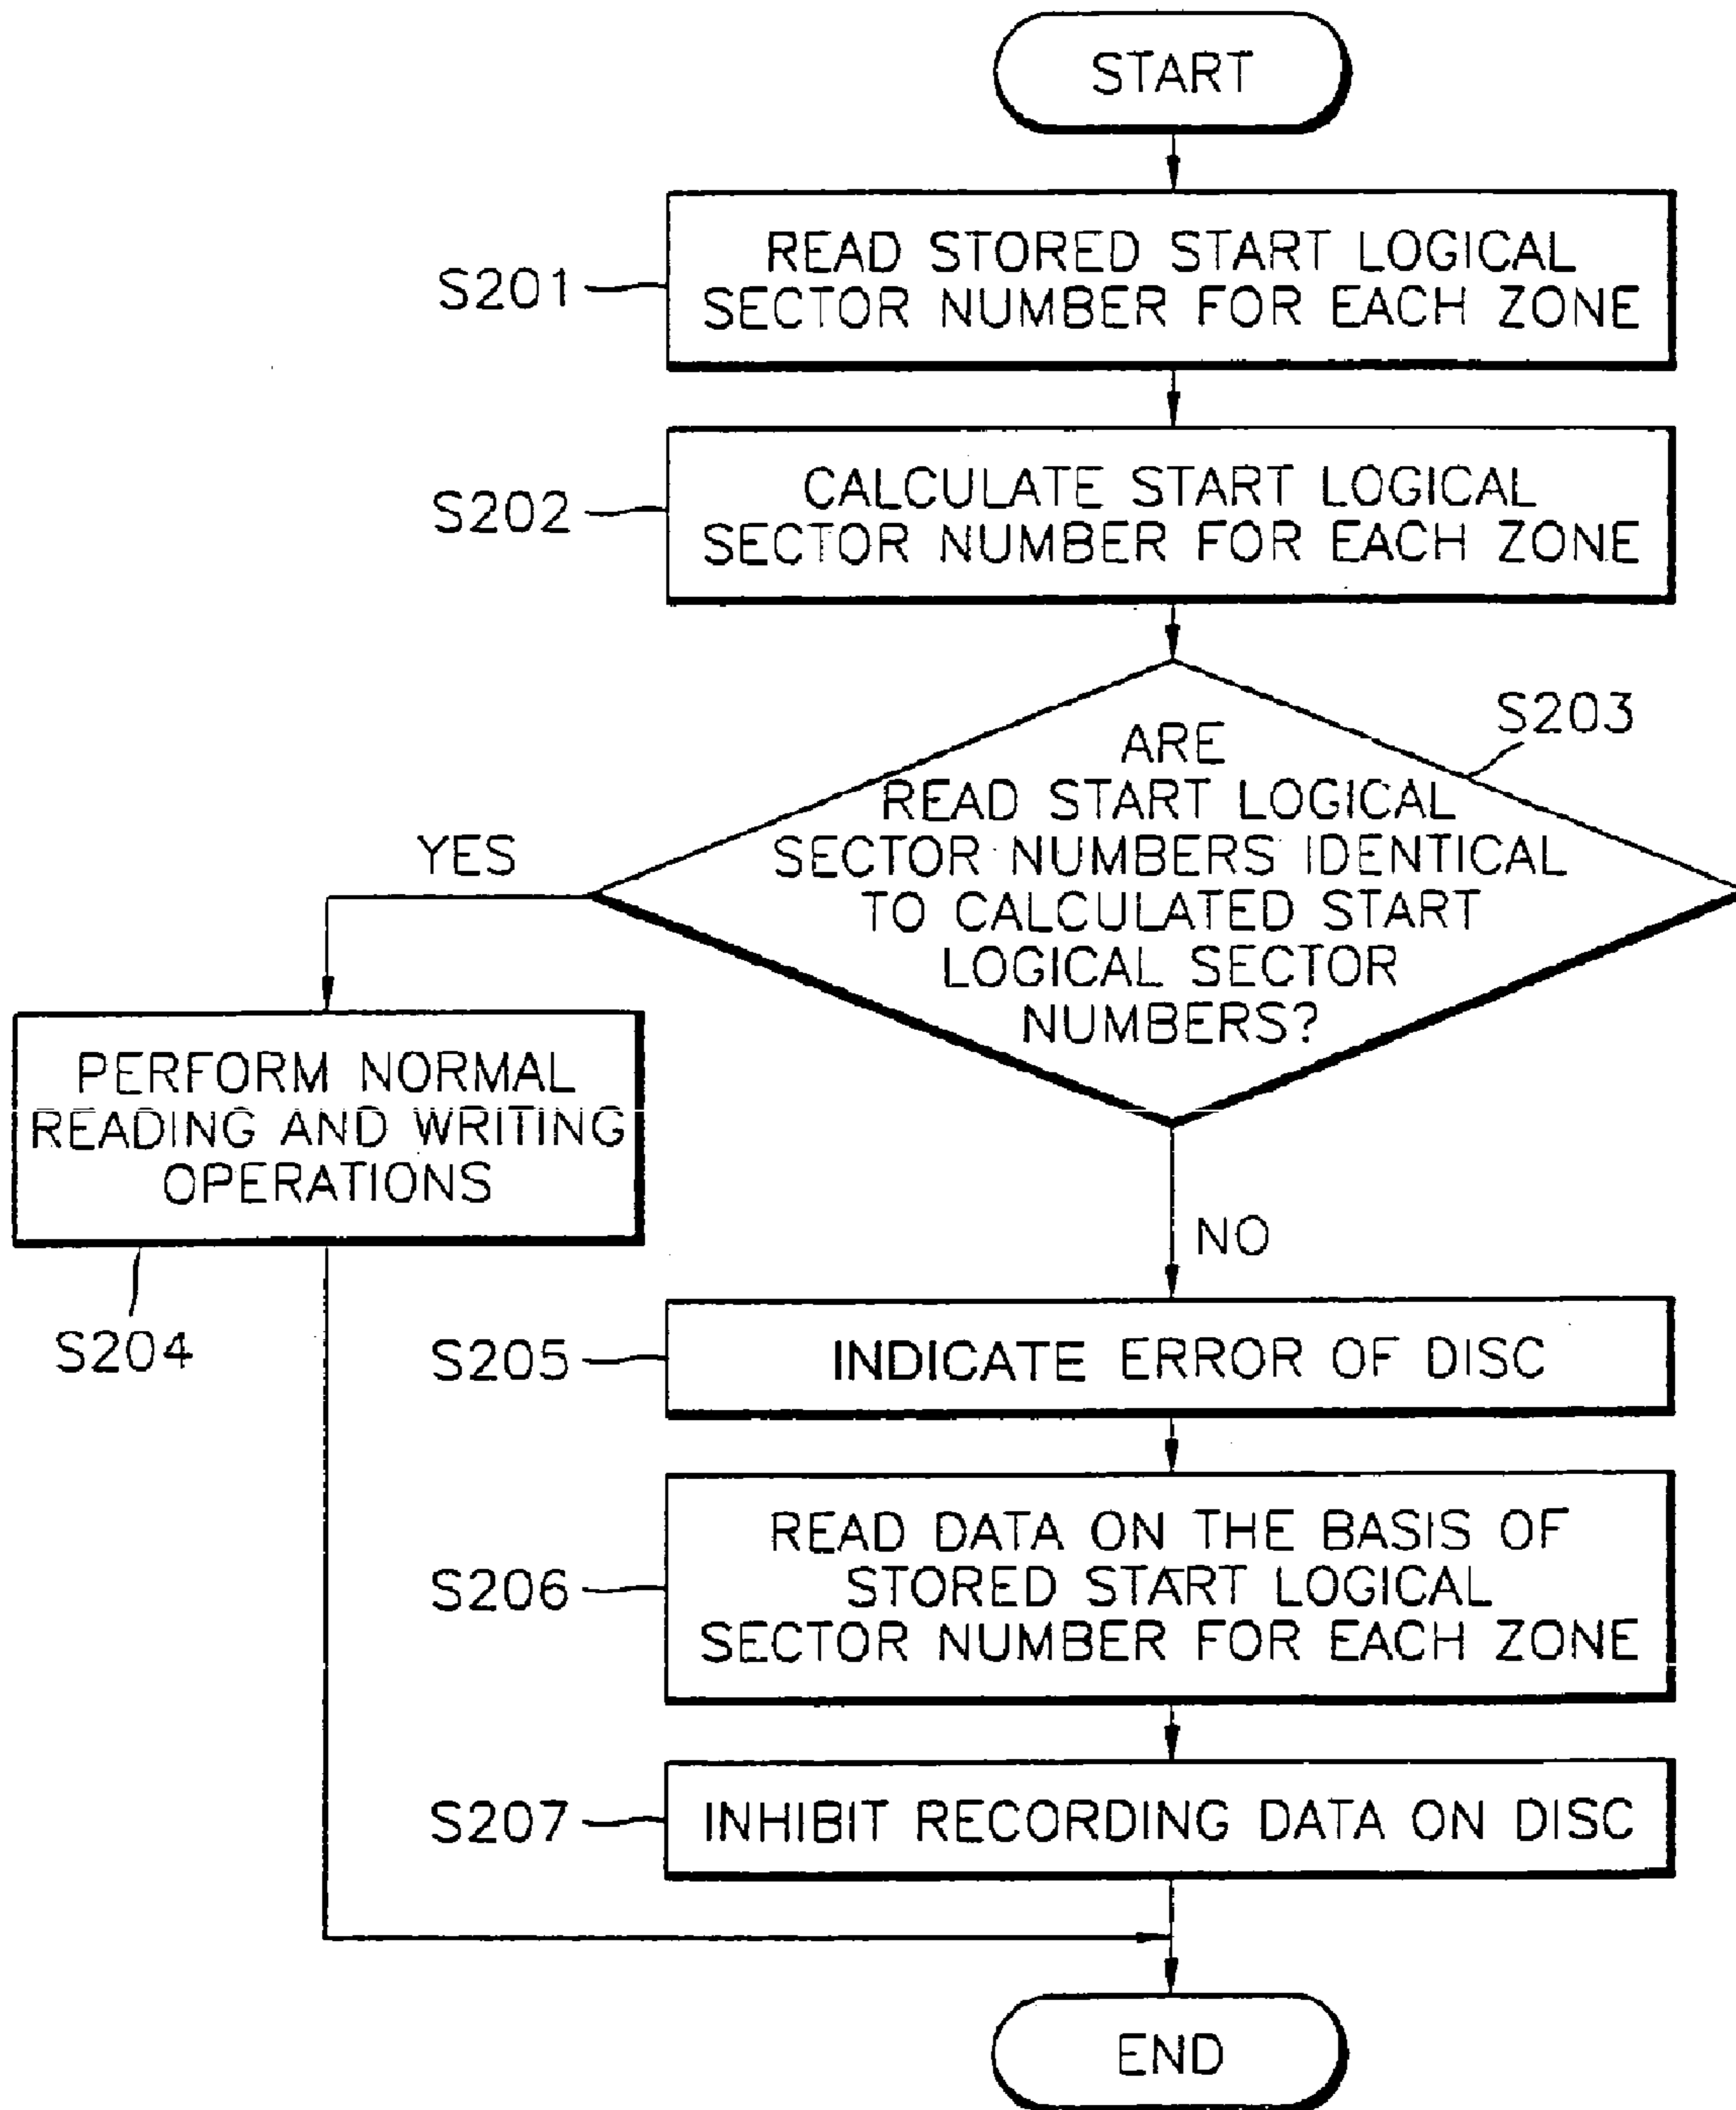 START
S201
READ STORED START LOGICAL
SECTOR NUMBER FOR EACH ZONE
S202
CALCULATE START LOGICAL
SECTOR NUMBER FOR EACH ZONE
S203
ARE
READ START LOGICAL
SECTOR NUMBERS IDENTICAL
TO CALCULATED START
LOGICAL SECTOR
NUMBERS?
YES
PERFORM NORMAL
READING AND WRITING
OPERATIONS
S204
NO
S205
INDICATE ERROR OF DISC
S206
READ DATA ON THE BASIS OF
STORED START LOGICAL
SECTOR NUMBER FOR EACH ZONE
S207
INHIBIT RECORDING DATA ON DISC
END